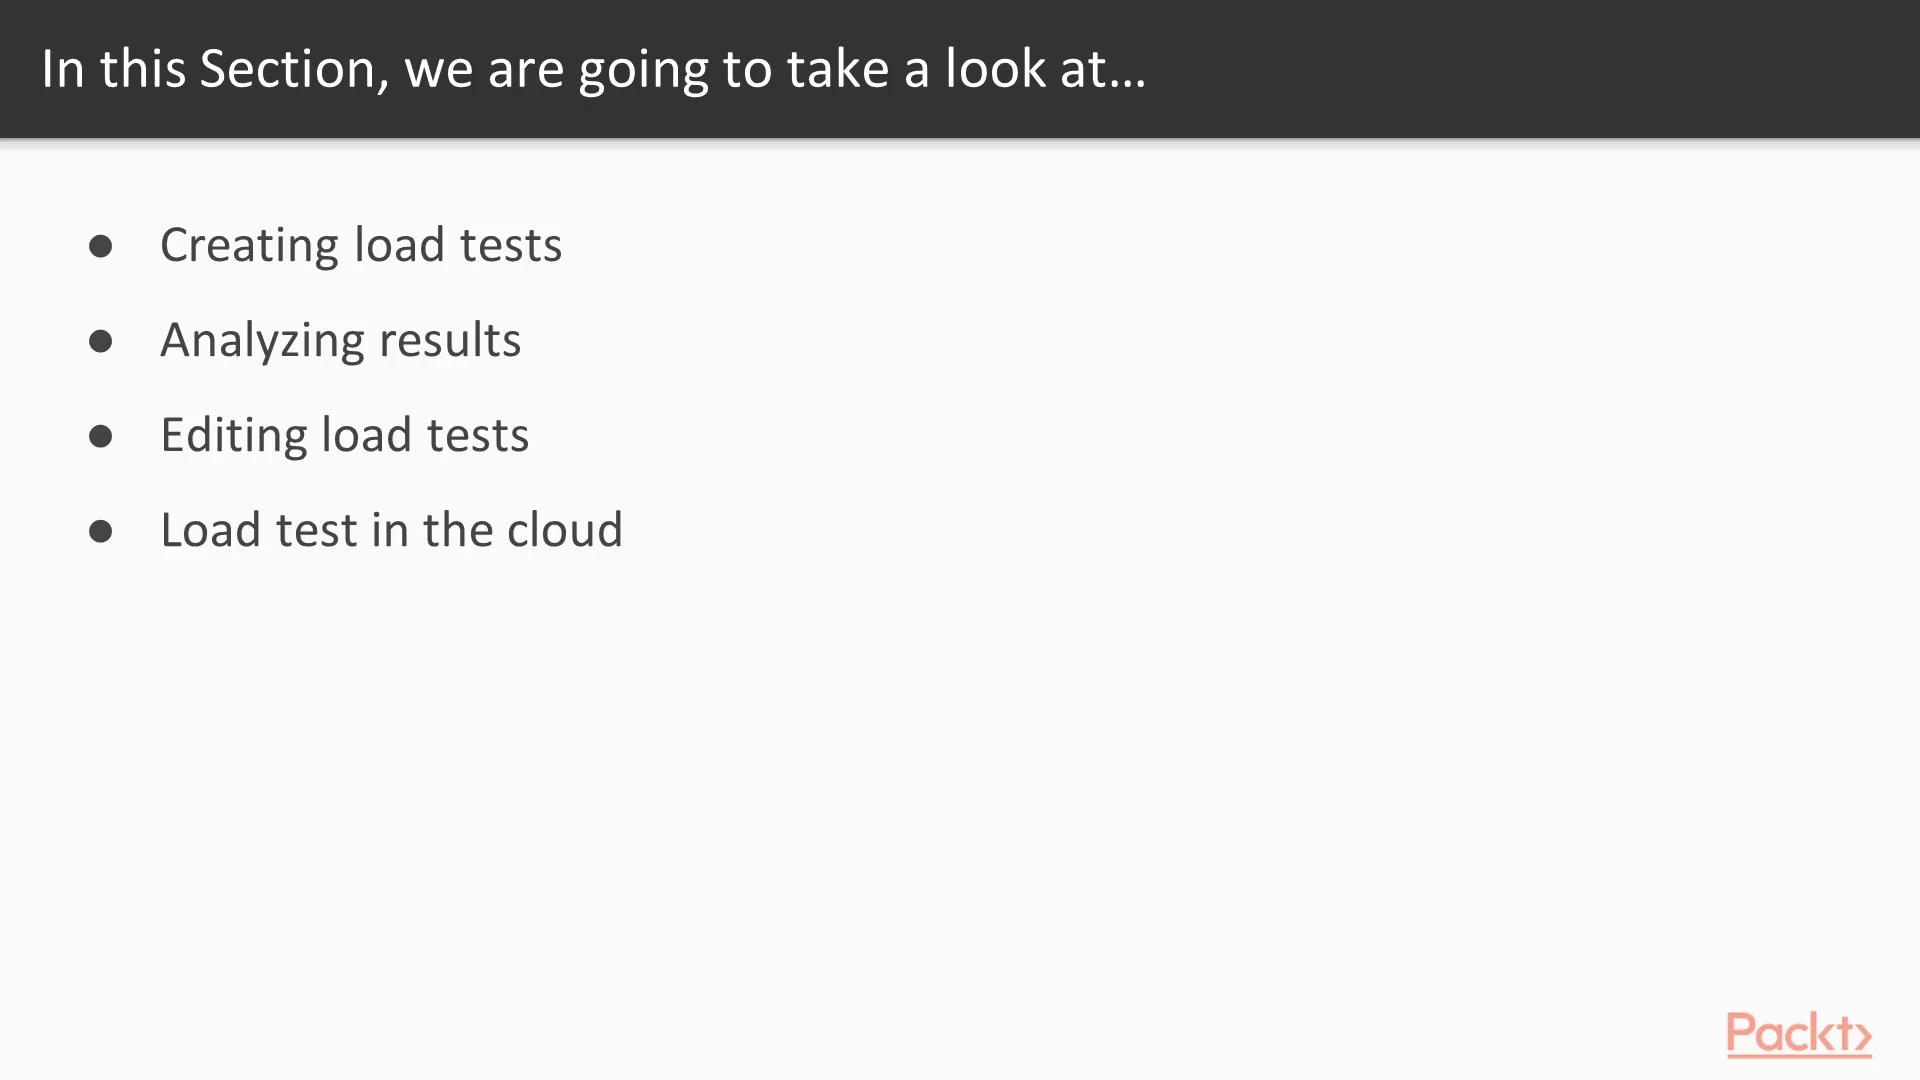 In this Section, we are going to take a look at...
● Creating load tests
● Analyzing results
● Editing load tests
● Load test in the cloud
Packt>